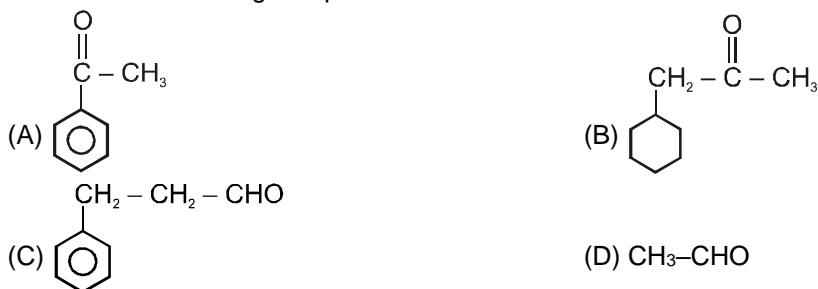 O
C – CH₃
(A)
O
CH₂ – C – CH₃
(B)
CH₂ – CH₂ – CHO
(C)
(D) CH₃–CHO